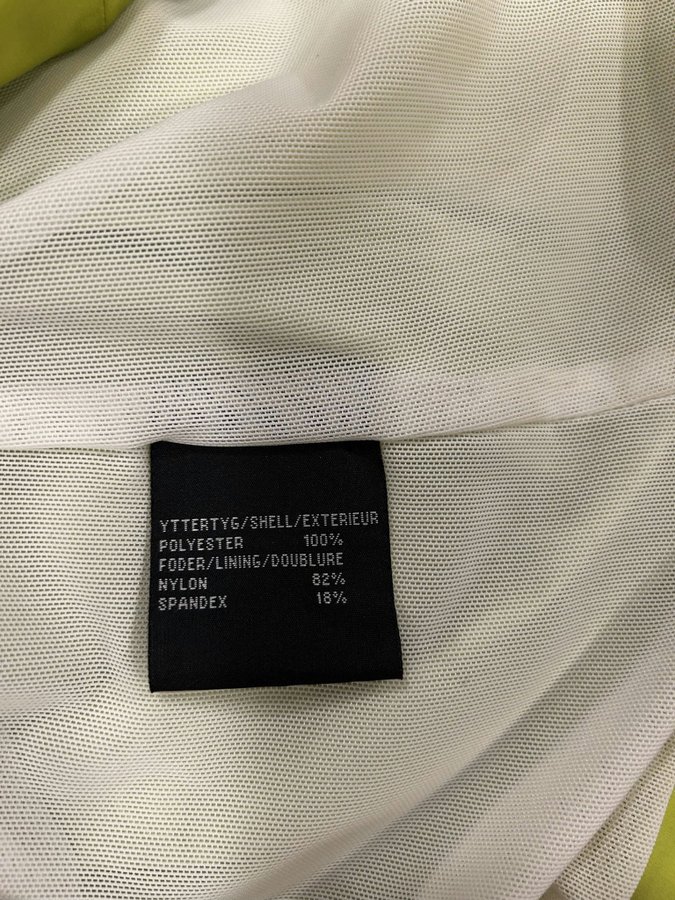 YTTERTYG/SHELL/EXTERIEUR
POLYESTER 100%
FODER/LINING/DOUBLURE
NYLON 82%
SPANDEX 18%